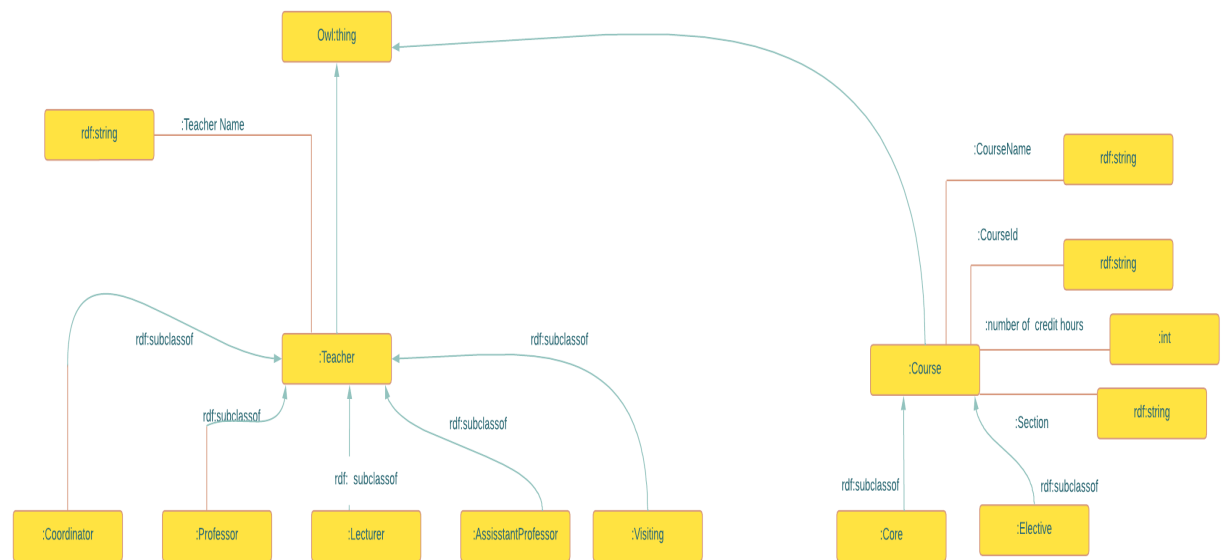 Owl:thing
rdf:string
:Teacher Name
:CourseName
rdf:string
:CourseId
rdf:string
:number of credit hours
:int
rdf:subclassof
:Teacher
rdf:subclassof
:Course
rdf:string
rdf:subclassof
rdf:subclassof
:Section
rdf: subclassof
rdf:subclassof
rdf:subclassof
:Coordinator
:Professor
:Lecturer
:AssisstantProfessor
:Visiting
:Core
:Elective